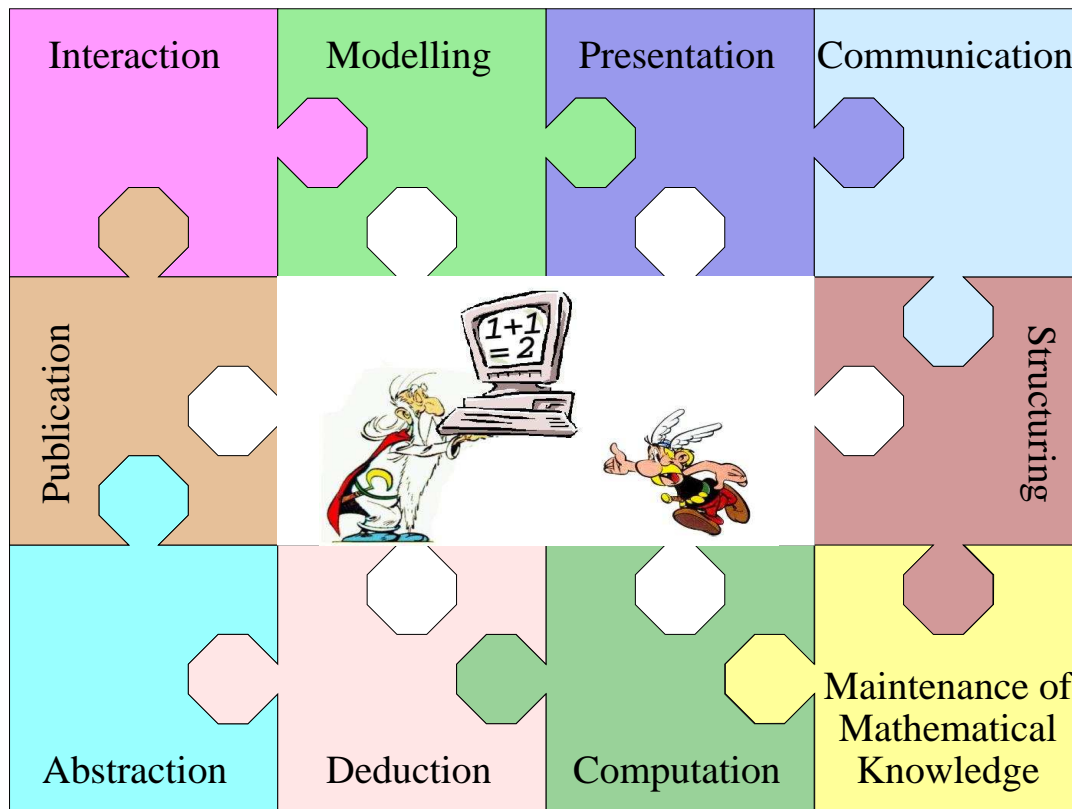 Interaction
Modelling
Presentation
Communication
Publication
1+1
= 2
Structuring
Abstraction
Deduction
Computation
Maintenance of
Mathematical
Knowledge